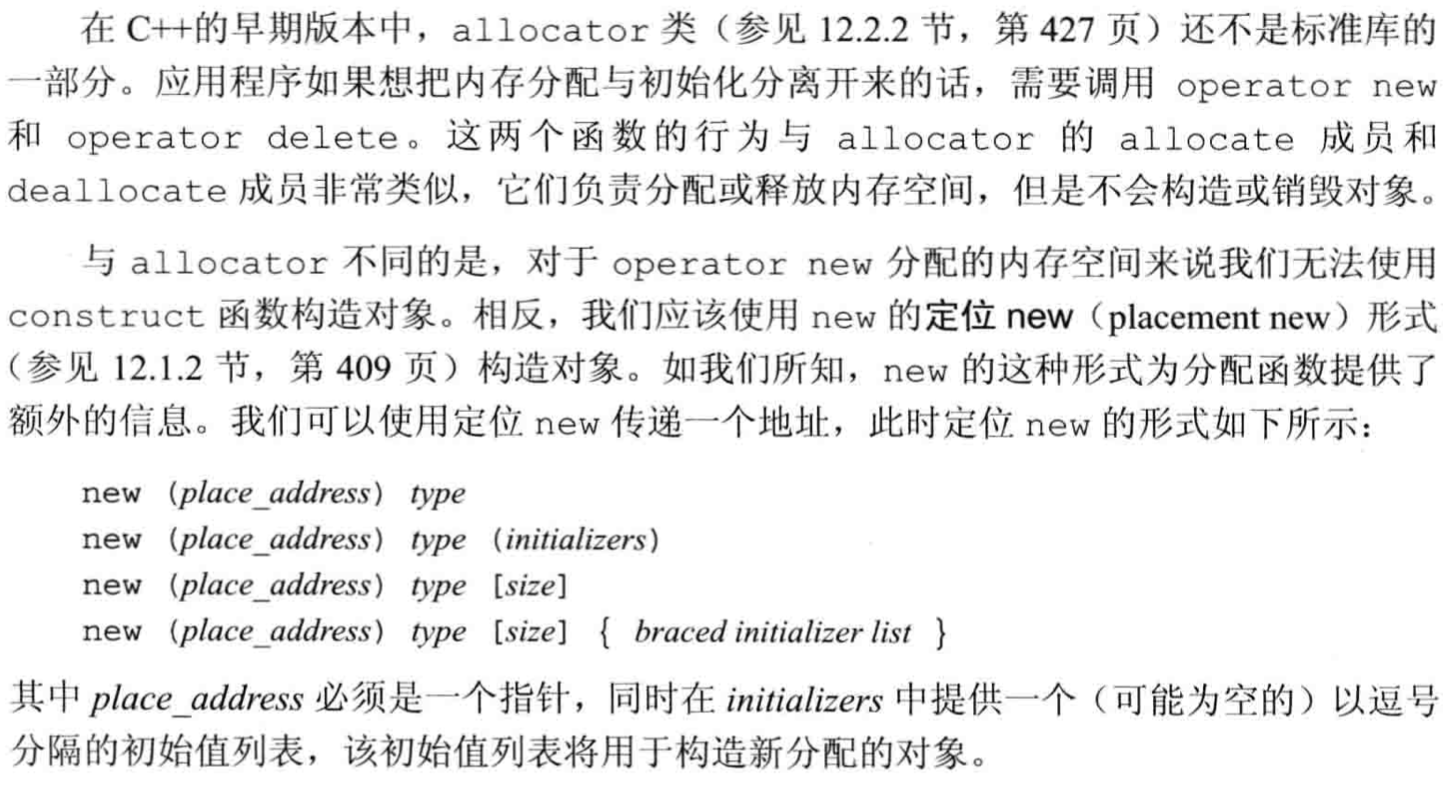 在 C++的早期版本中，allocator 类（参见 12.2.2 节，第 427 页）还不是标准库的
一部分。应用程序如果想把内存分配与初始化分离开来的话，需要调用 operator new
和 operator delete。这两个函数的行为与 allocator 的 allocate 成员和
deallocate 成员非常类似，它们负责分配或释放内存空间，但是不会构造或销毁对象。
与 allocator 不同的是，对于 operator new 分配的内存空间来说我们无法使用
construct 函数构造对象。相反，我们应该使用 new 的定位 new（placement new）形式
（参见 12.1.2 节，第 409 页）构造对象。如我们所知，new 的这种形式为分配函数提供了
额外的信息。我们可以使用定位 new 传递一个地址，此时定位 new 的形式如下所示：
new (place_address) type
new (place_address) type (initializers)
new (place_address) type [size]
new (place_address) type [size] { braced initializer list }
其中 place_address 必须是一个指针，同时在 initializers 中提供一个（可能为空的）以逗号
分隔的初始值列表，该初始值列表将用于构造新分配的对象。